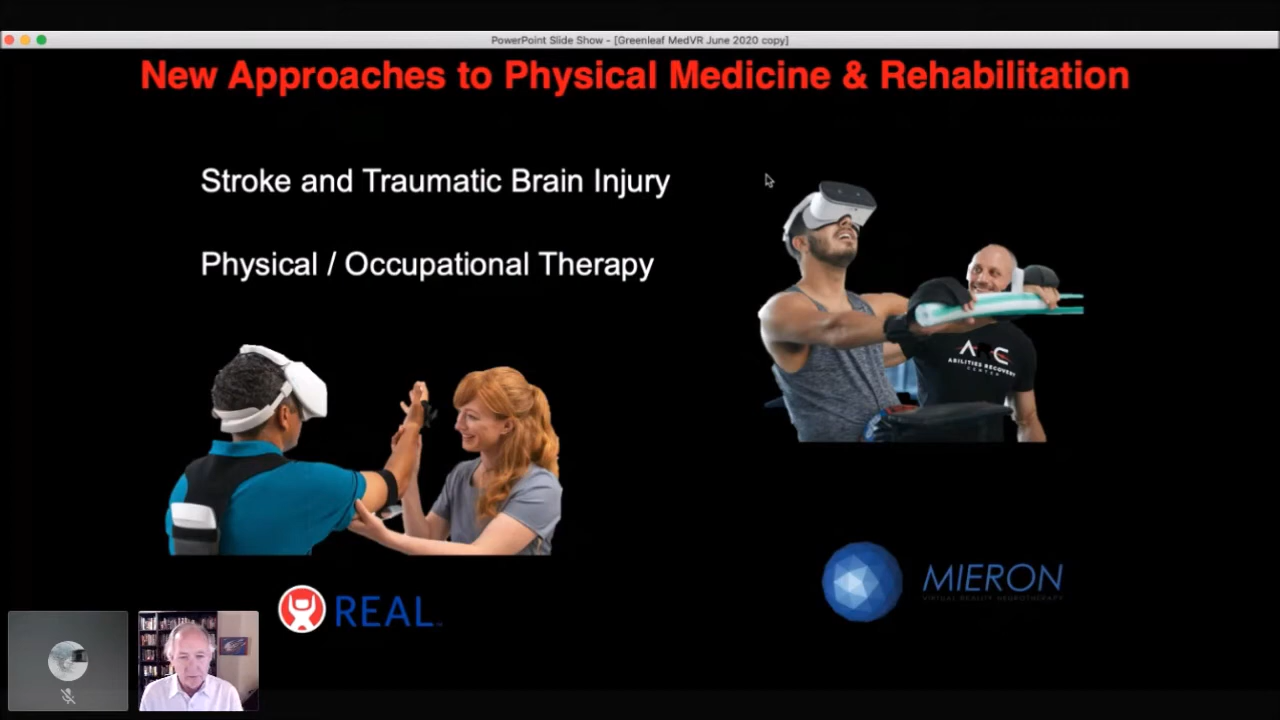 PowerPoint Slide Show - [Greenleaf MedVR June 2020 copy]
New Approaches to Physical Medicine & Rehabilitation
Stroke and Traumatic Brain Injury
Physical / Occupational Therapy
ARC
ABILITIES RECOVERY
CENTER
REAL
MIERON
VIRTUAL REALITY NEUROTHERAPY